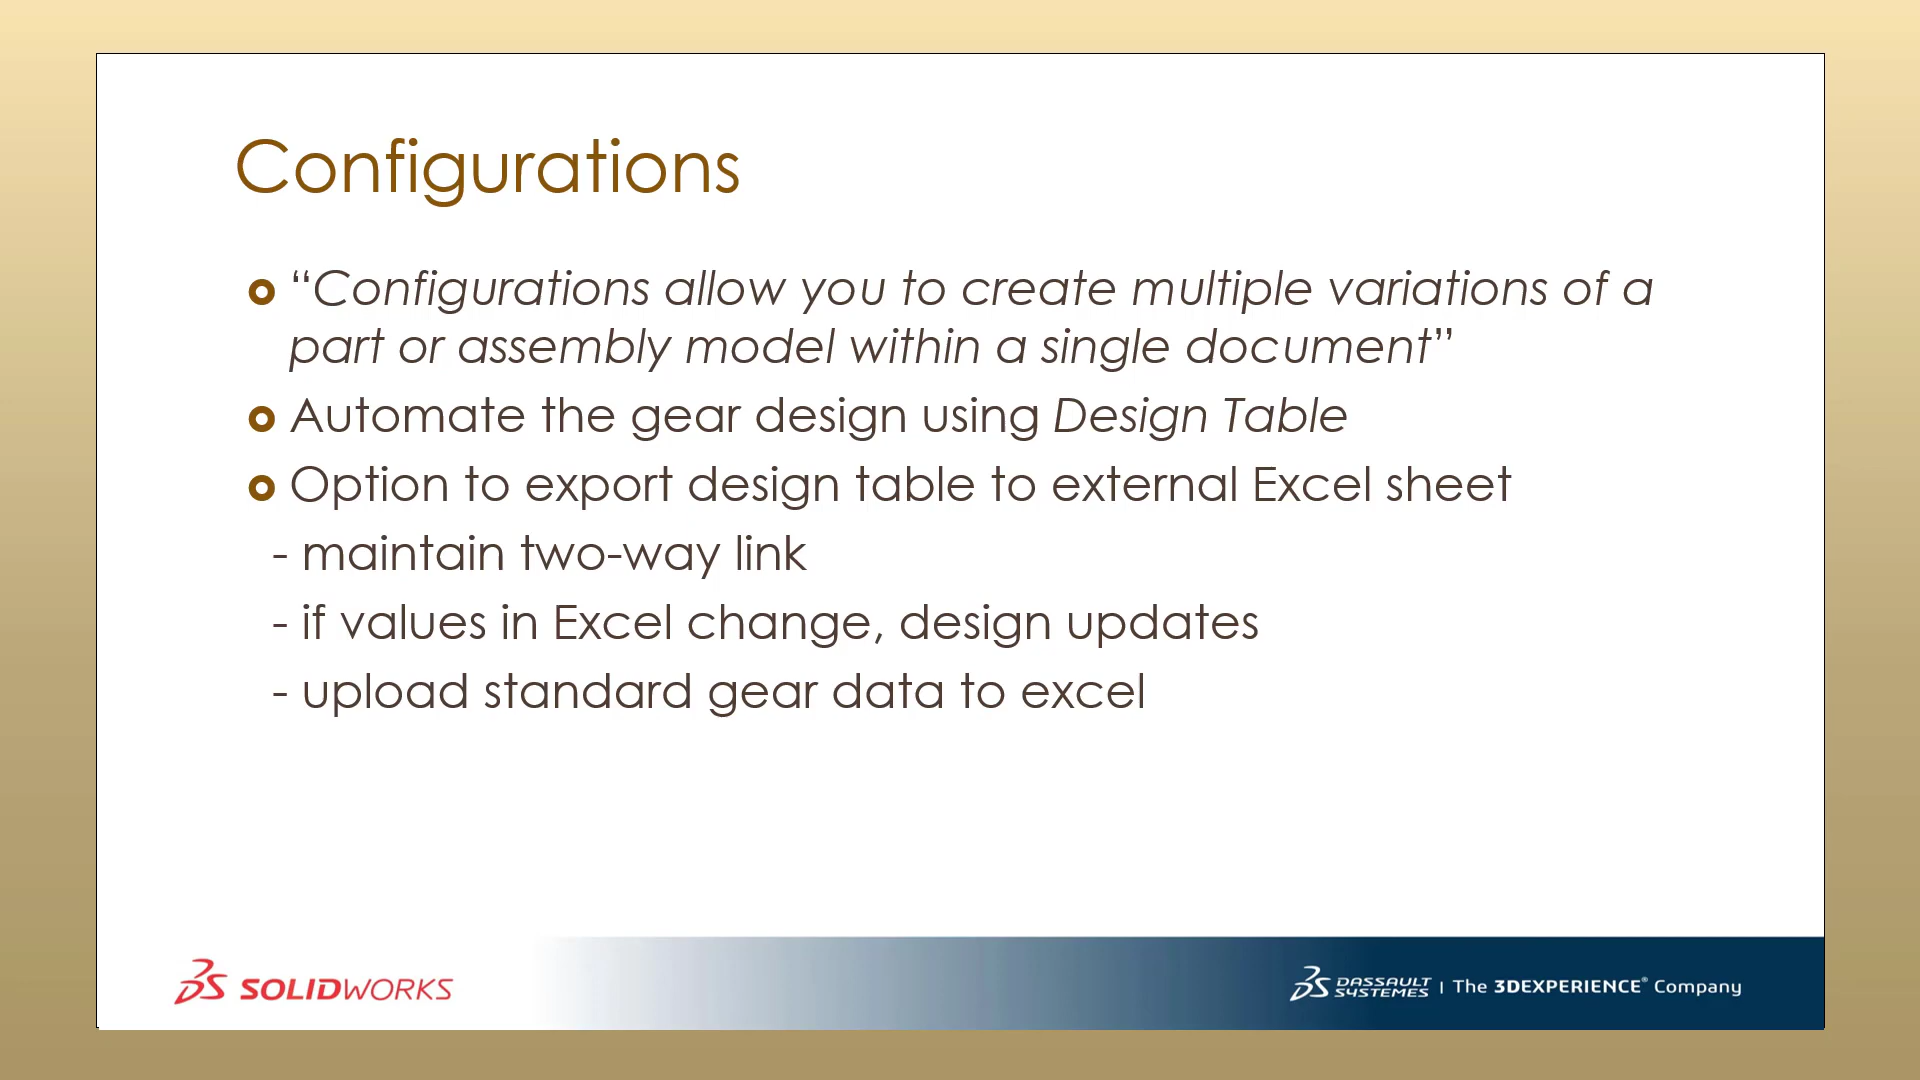 Configurations
“Configurations allow you to create multiple variations of a
part or assembly model within a single document”
Automate the gear design using Design Table
Option to export design table to external Excel sheet
- maintain two-way link
- if values in Excel change, design updates
- upload standard gear data to excel
SOLIDWORKS
DASSAULT SYSTEMES | The 3DEXPERIENCE® Company